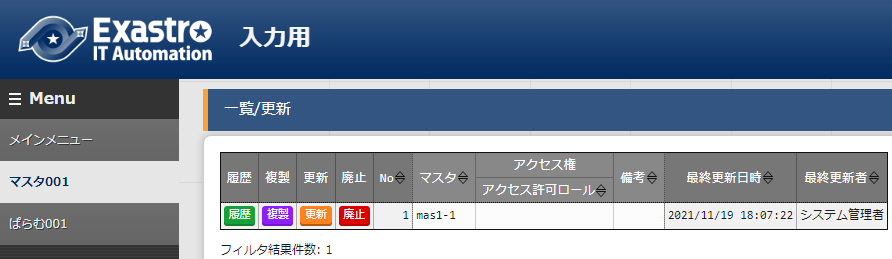 Exastro
IT Automation
入力用
Menu
一覧/更新
メインメニュー
マスタ001
ぱらむ001
履歴 複製 更新 廃止 No マスタ アクセス権 備考 最終更新日時 最終更新者
アクセス許可ロール
履歴 複製 更新 廃止 1 mas1-1 2021/11/19 18:07:22 システム管理者
フィルタ結果件数: 1